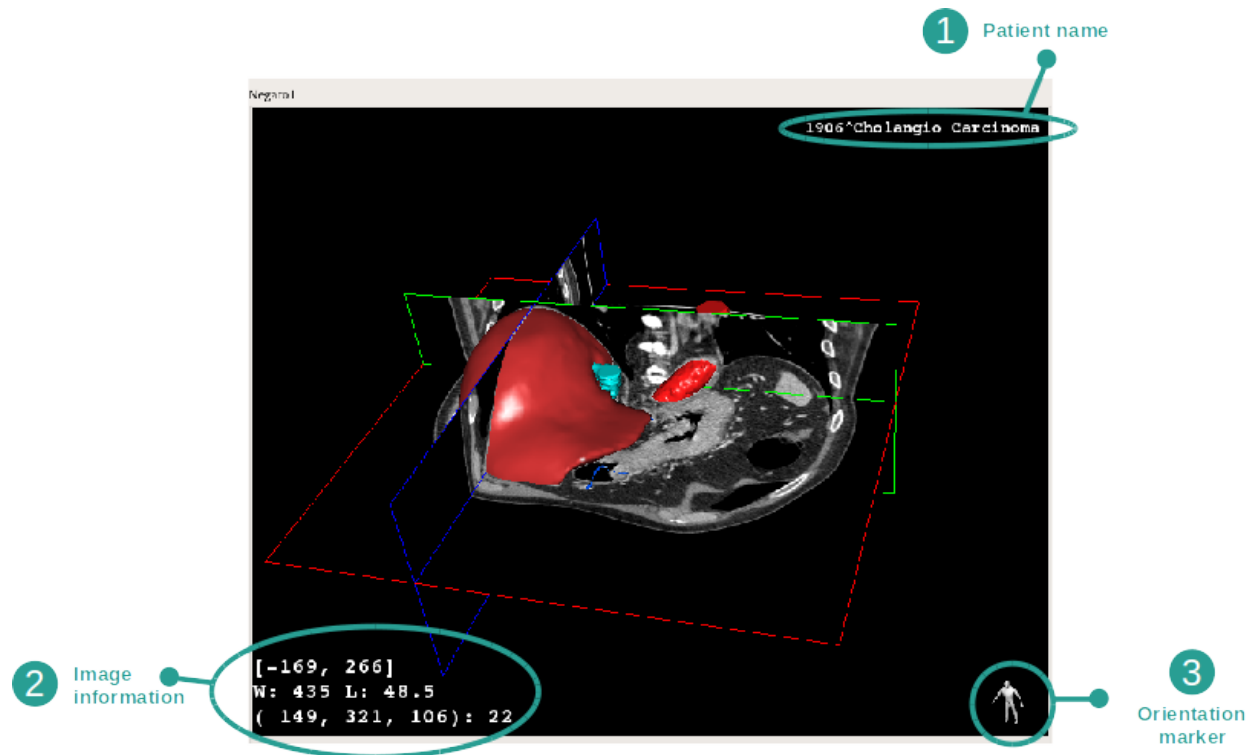 1 Patient name
Negato1
1906^Cholangio Carcinoma
[-169, 266]
W: 435 L: 48.5
( 149, 321, 106): 22
2 Image
information
3
Orientation
marker